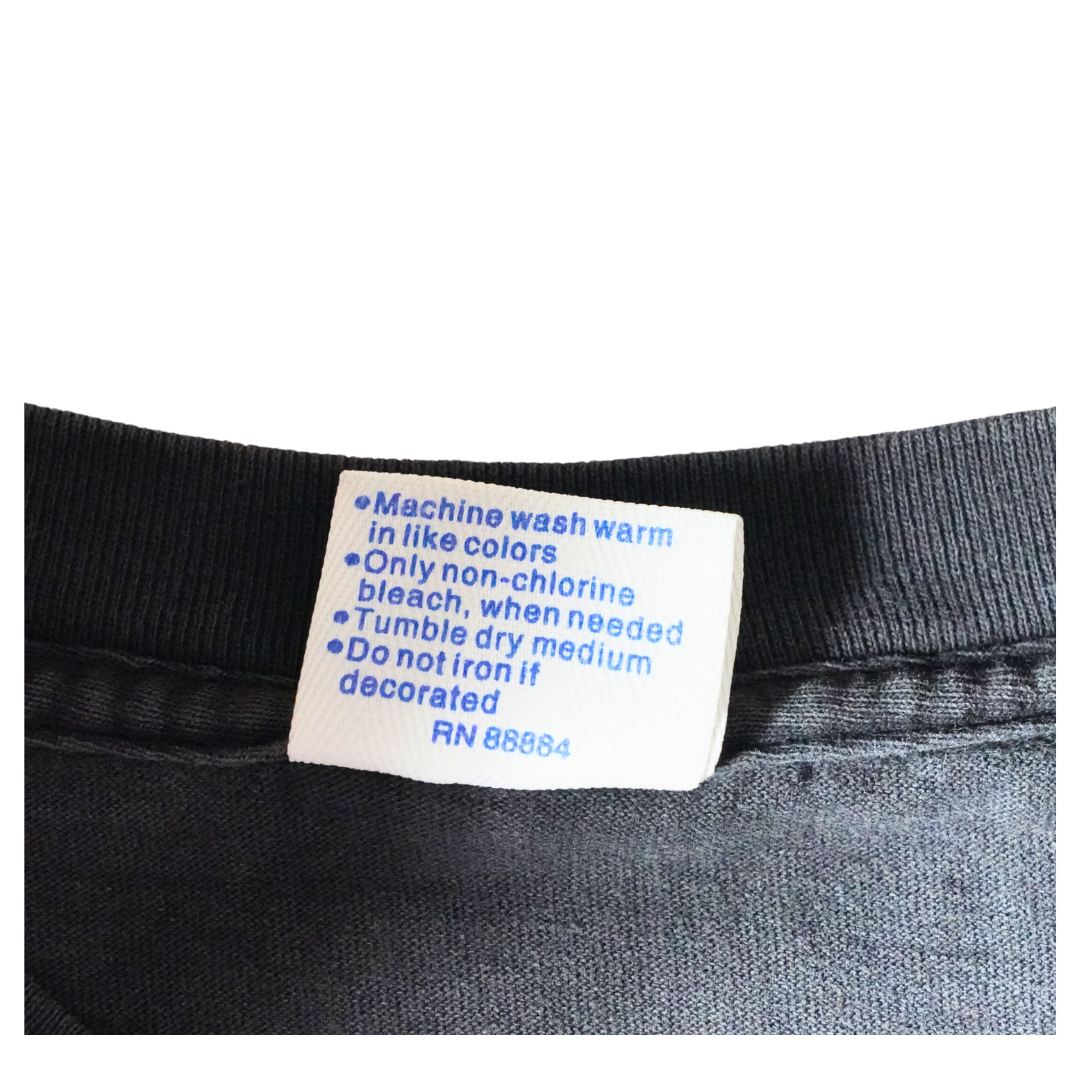 •Machine wash warm
in like colors
•Only non-chlorine
bleach, when needed
•Tumble dry medium
•Do not iron if
decorated
RN 88884